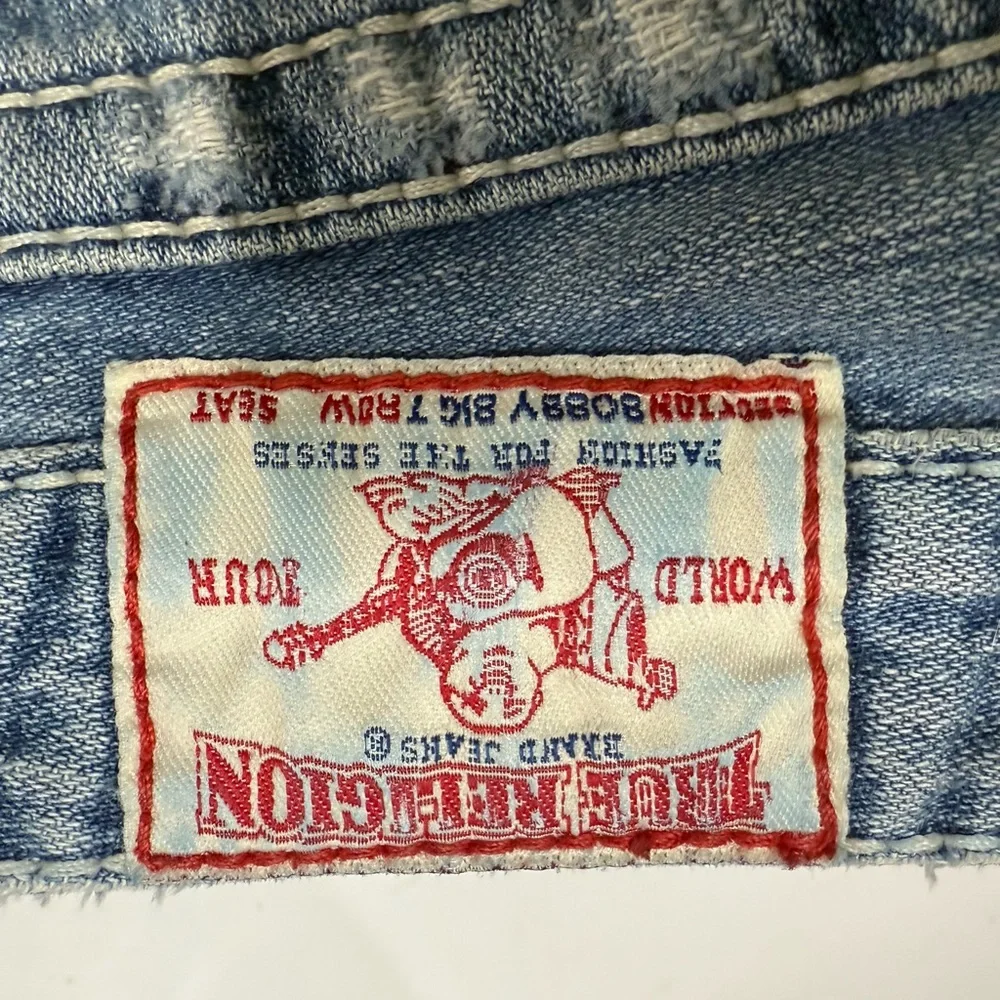 TRUE RELIGION
BRAND JEANS®
WORLD TOUR
FASHION FOR THE SENSES
SECTION BOBBY BIG T ROW SEAT